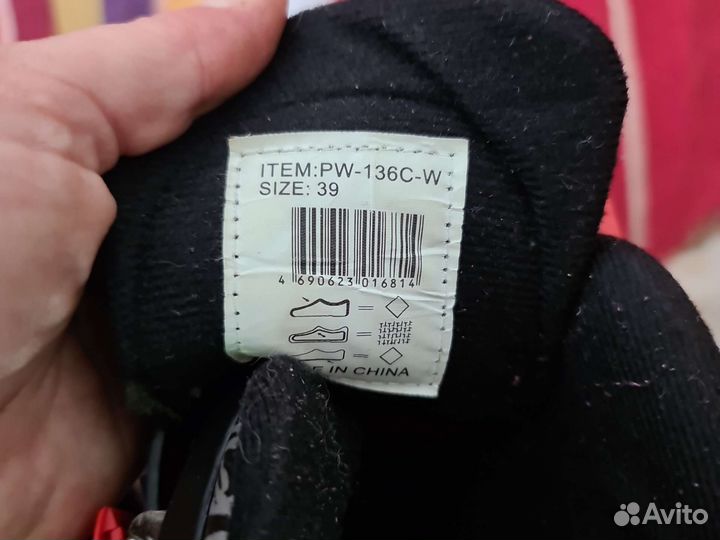 ITEM:PW-136C-W
SIZE: 39
4 690623 016814
IN CHINA
Avito